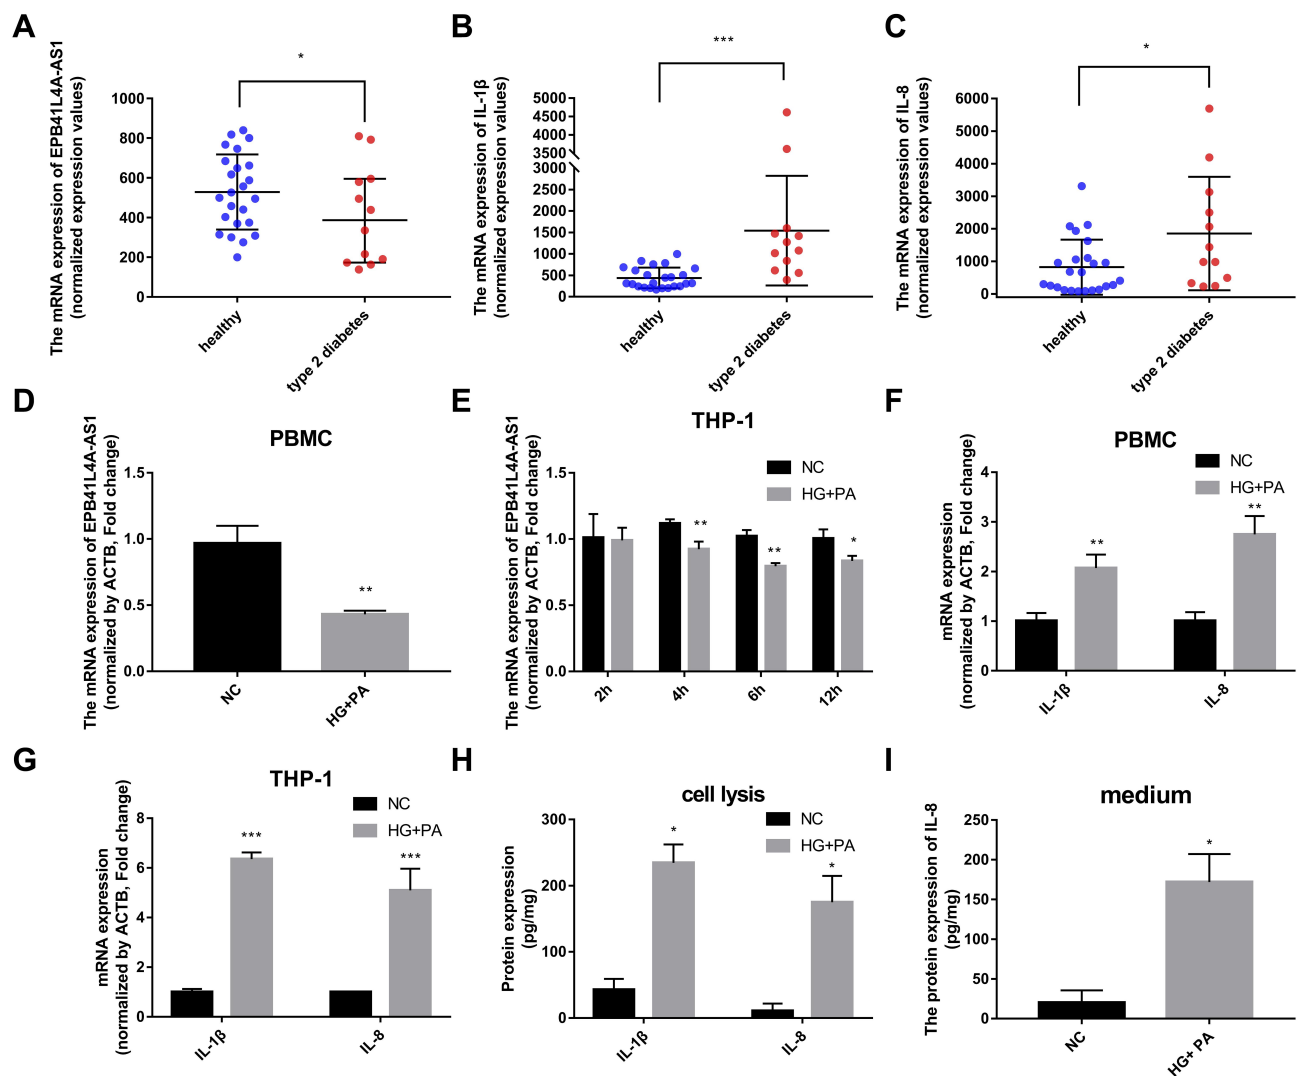 A
The mRNA expression of EPB41L4A-AS1
(normalized expression values)
*
1000
800
600
400
200
0
healthy
type 2 diabetes
B
The mRNA expression of IL-1β
(normalized expression values)
***
5000
4500
4000
3500
3000
2500
2000
1500
1000
500
0
healthy
type 2 diabetes
C
The mRNA expression of IL-8
(normalized expression values)
*
6000
5000
4000
3000
2000
1000
0
healthy
type 2 diabetes
D
PBMC
The mRNA expression of EPB41L4A-AS1
(normalized by ACTB, Fold change)
1.5
1.0
0.5
0.0
**
NC
HG+PA
E
THP-1
The mRNA expression of EPB41L4A-AS1
(normalized by ACTB, Fold change)
NC
HG+PA
1.5
1.0
0.5
0.0
**
**
*
2h
4h
6h
12h
F
PBMC
mRNA expression
(normalized by ACTB, Fold change)
NC
HG+PA
4
3
2
1
0
**
**
IL-1β
IL-8
G
THP-1
mRNA expression
(normalized by ACTB, Fold change)
NC
HG+PA
8
6
4
2
0
***
***
IL-1β
IL-8
H
cell lysis
Protein expression
(pg/mg)
NC
HG+PA
300
200
100
0
*
*
IL-1β
IL-8
I
medium
The protein expression of IL-8
(pg/mg)
250
200
150
100
50
0
*
NC
HG+ PA